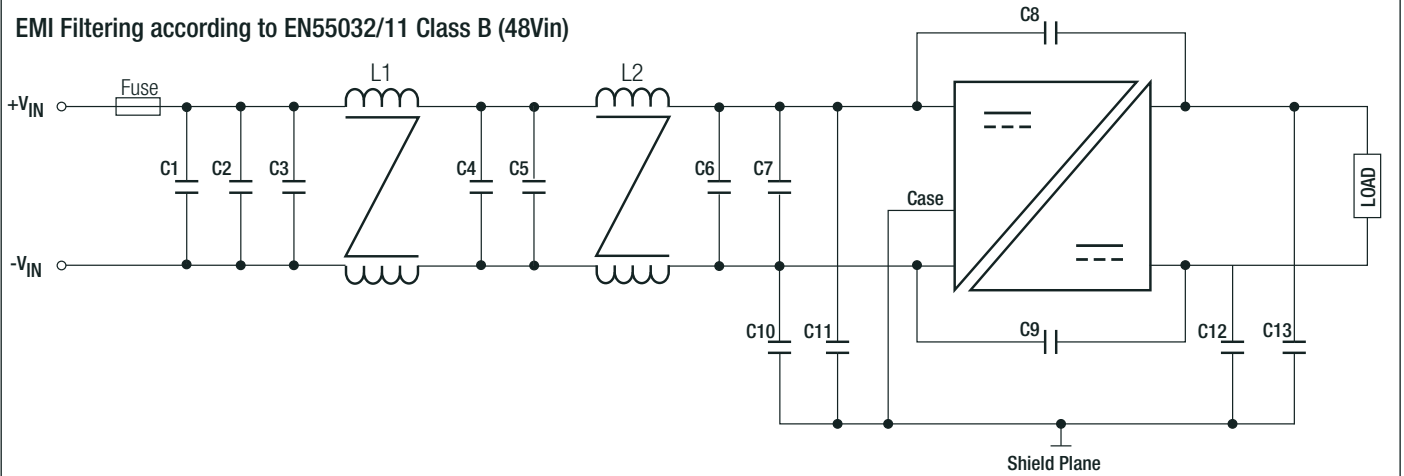 EMI Filtering according to EN55032/11 Class B (48Vin)
C8
L1
L2
Fuse
+VIN
C1
C2
C3
C4
C5
C6
C7
Case
LOAD
-VIN
C10
C11
C9
C12
C13
Shield Plane